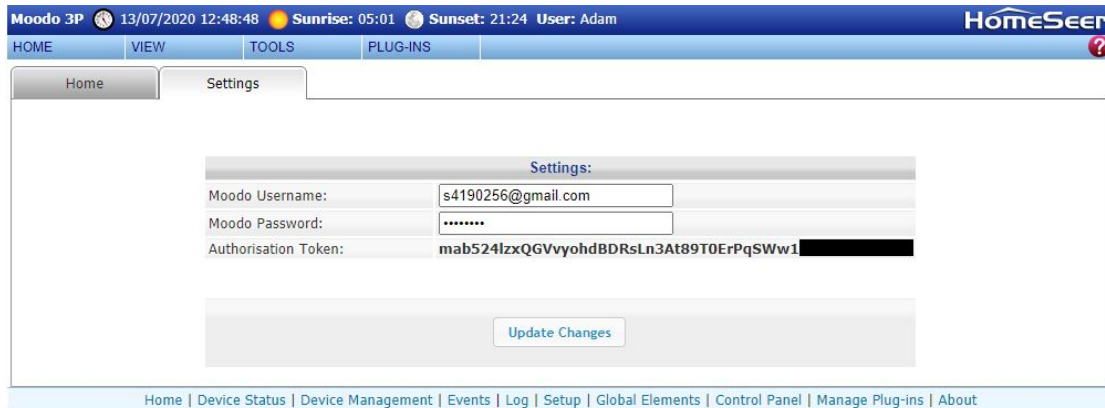 Moodo 3P 13/07/2020 12:48:48 Sunrise: 05:01 Sunset: 21:24 User: Adam HOMESEER
HOME VIEW TOOLS PLUG-INS ?
Home Settings
Settings:
Moodo Username: s4190256@gmail.com
Moodo Password: ••••••••
Authorisation Token: mab524lzxQGVvyohdBDRsLn3At89T0ErPqSWw1
Update Changes
Home | Device Status | Device Management | Events | Log | Setup | Global Elements | Control Panel | Manage Plug-ins | About